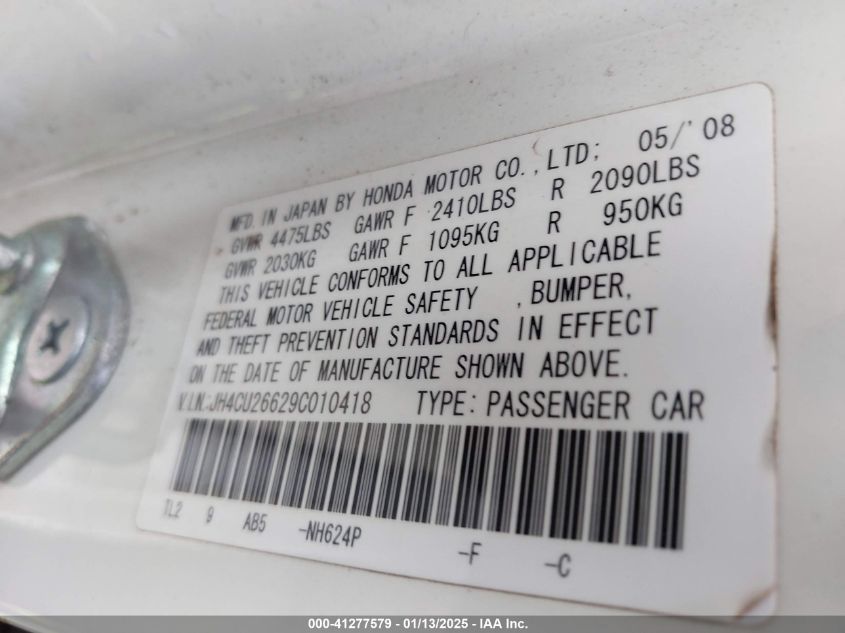 MFD. IN JAPAN BY HONDA MOTOR CO., LTD; 05/'08
GVWR 4475LBS GAWR F 2410LBS R 2090LBS
GVWR 2030KG GAWR F 1095KG R 950KG
THIS VEHICLE CONFORMS TO ALL APPLICABLE
FEDERAL MOTOR VEHICLE SAFETY , BUMPER,
AND THEFT PREVENTION STANDARDS IN EFFECT
ON THE DATE OF MANUFACTURE SHOWN ABOVE.
V.I.N.:JH4CU26629C010418 TYPE: PASSENGER CAR
TL2 9 AB5 -NH624P -F -C
000-41277579 | 01/13/2025 - IAA Inc.